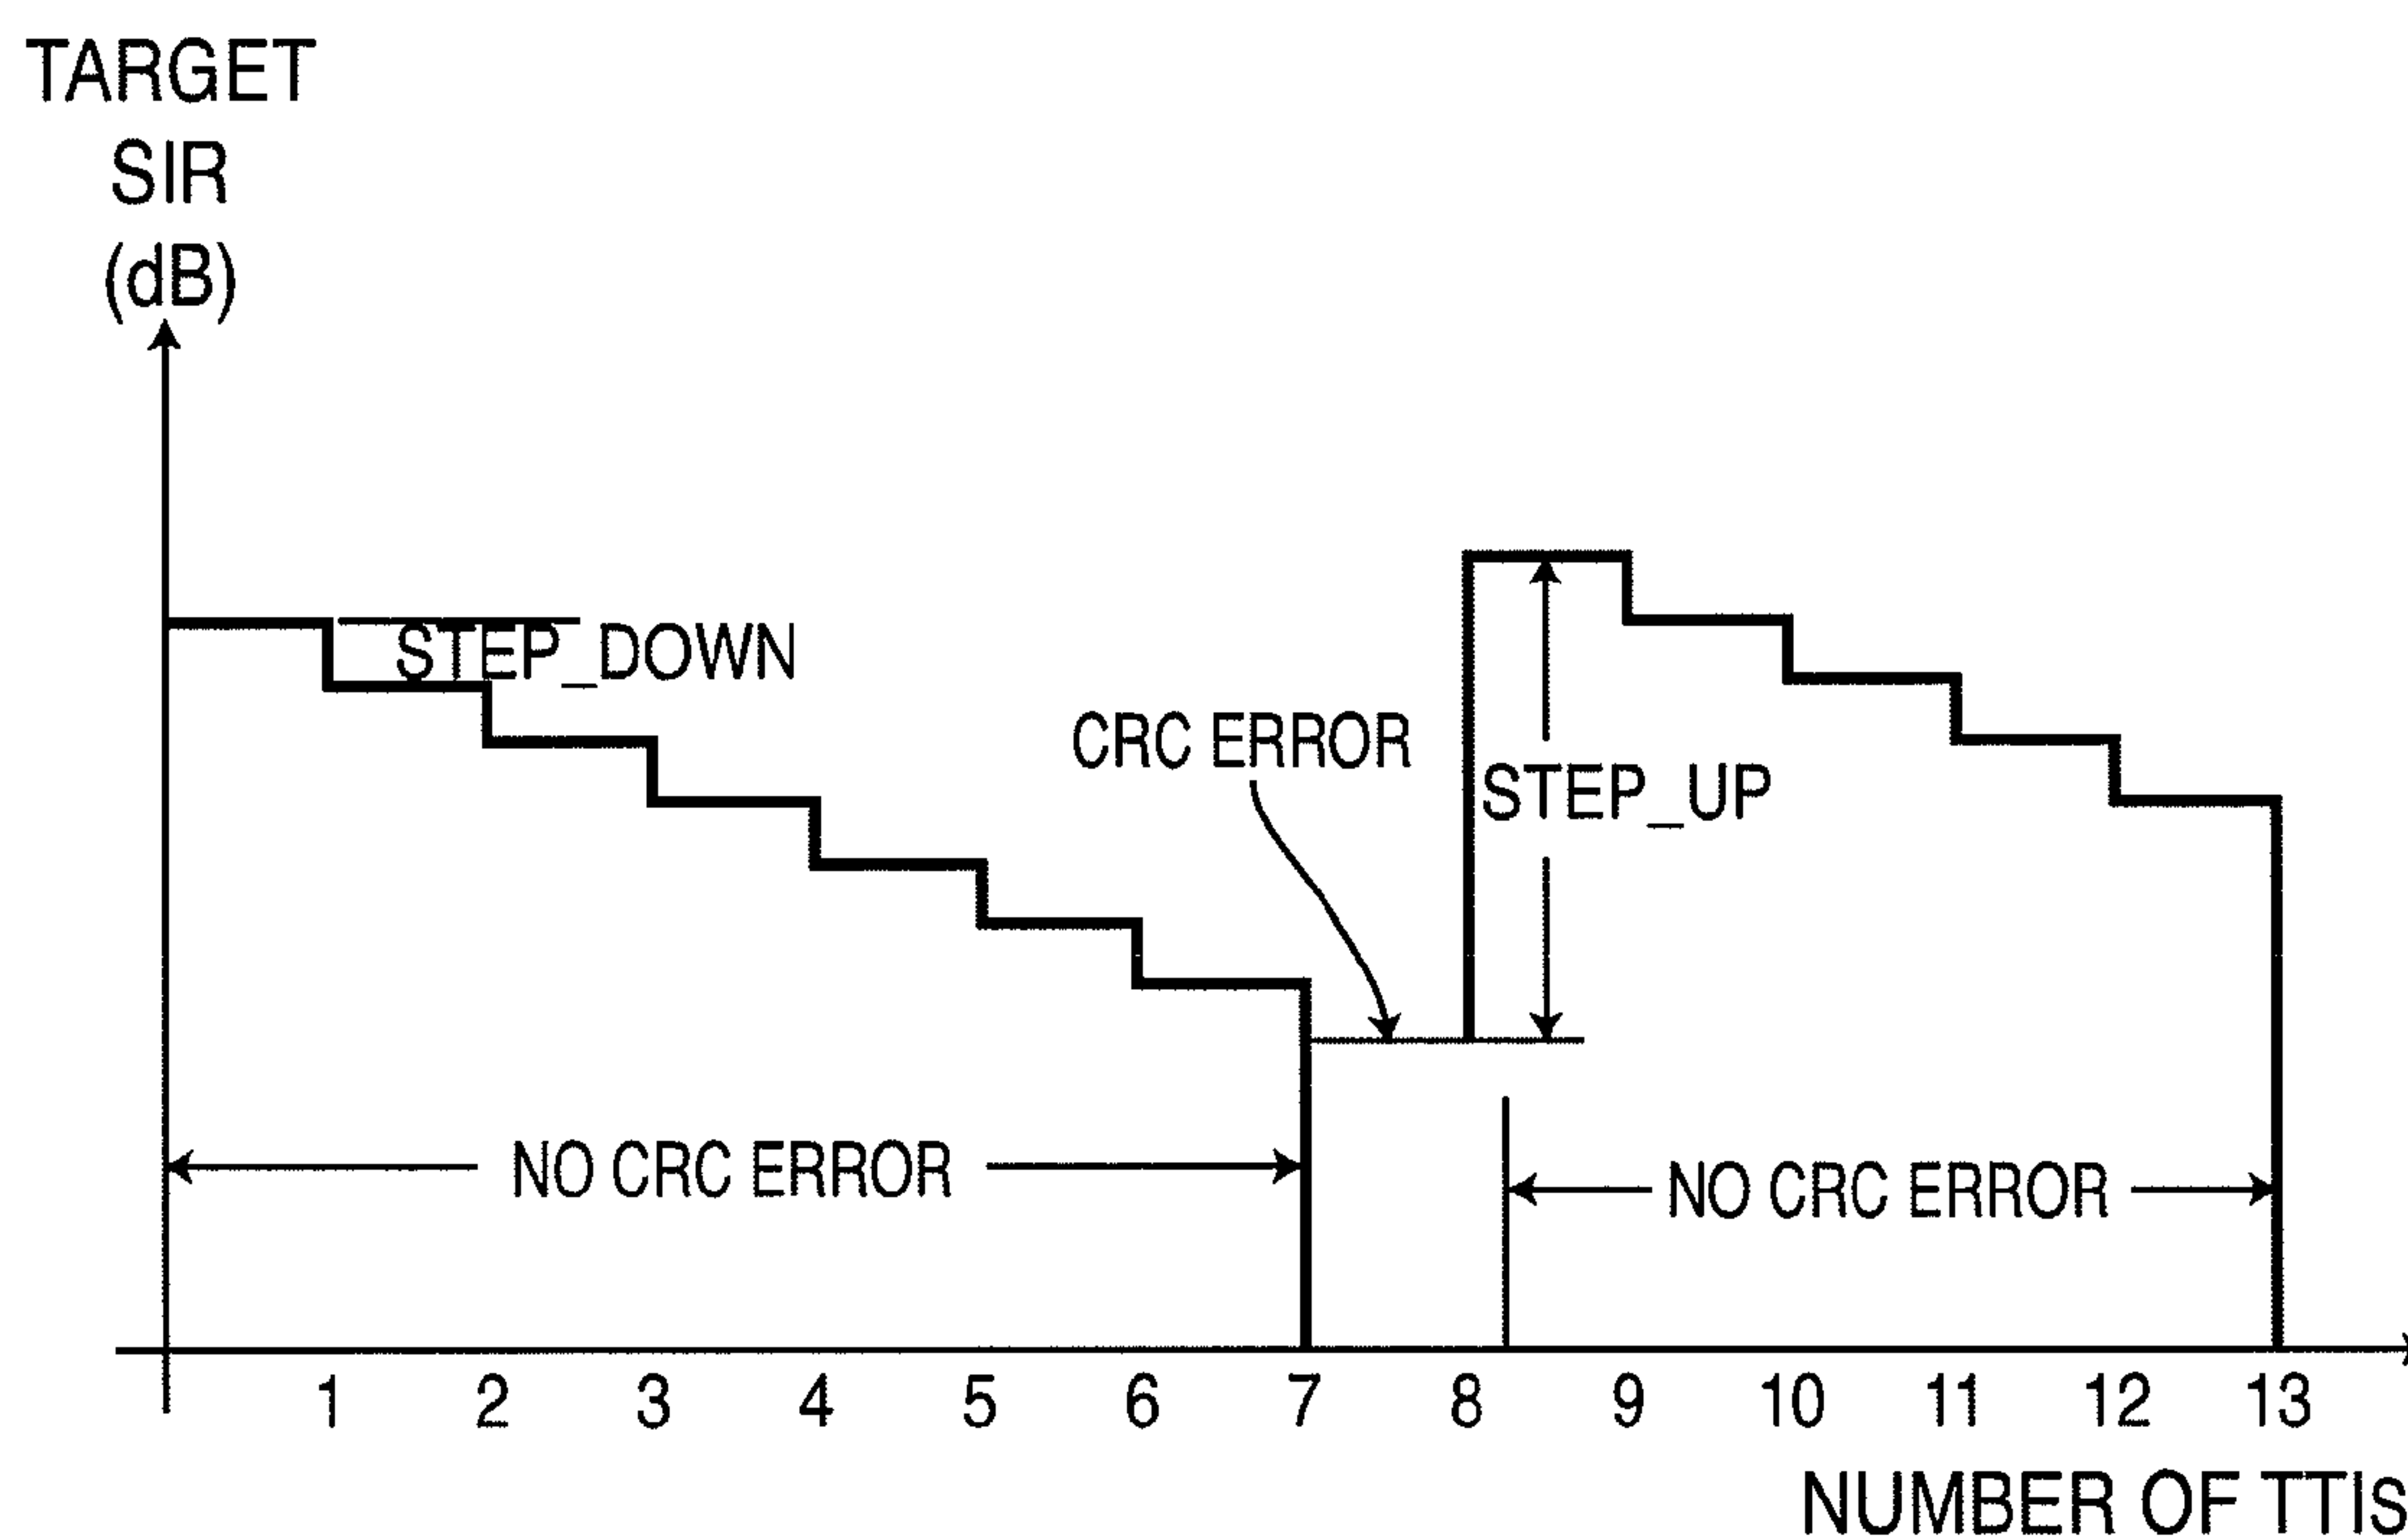 TARGET
SIR
(dB)
STEP_DOWN
CRC ERROR
STEP_UP
NO CRC ERROR
NO CRC ERROR
1 2 3 4 5 6 7 8 9 10 11 12 13
NUMBER OF TTIs